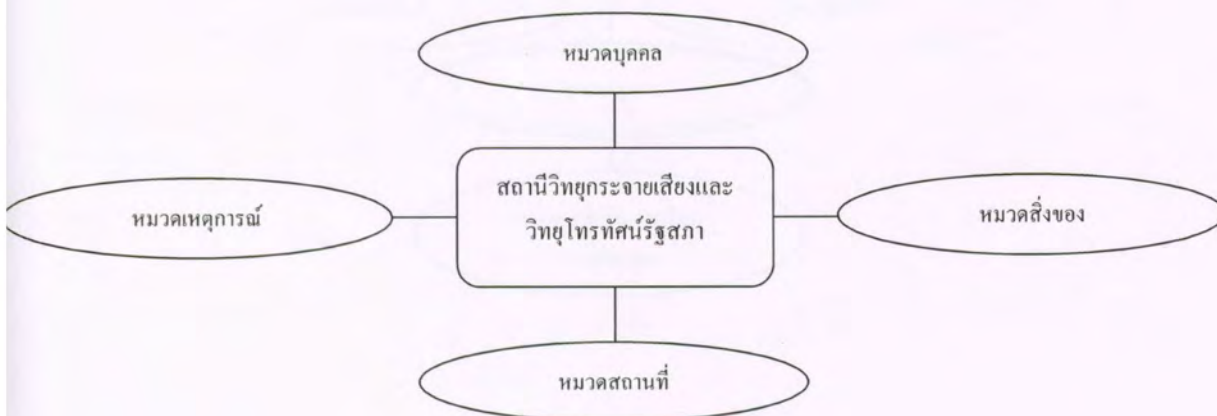 หมวดบุคคล
สถานีวิทยุกระจายเสียงและ
วิทยุโทรทัศน์รัฐสภา
หมวดเหตุการณ์
หมวดสิ่งของ
หมวดสถานที่